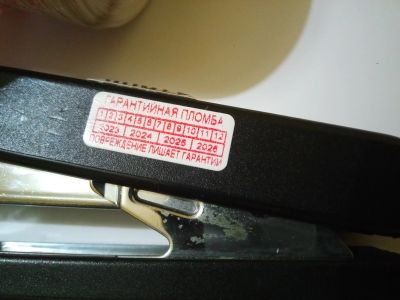 ГАРАНТИЙНАЯ ПЛОМБА
1 2 3 4 5 6 7 8 9 10 11 12
2023 2024 2025 2026
ПОВРЕЖДЕНИЕ ЛИШАЕТ ГАРАНТИИ